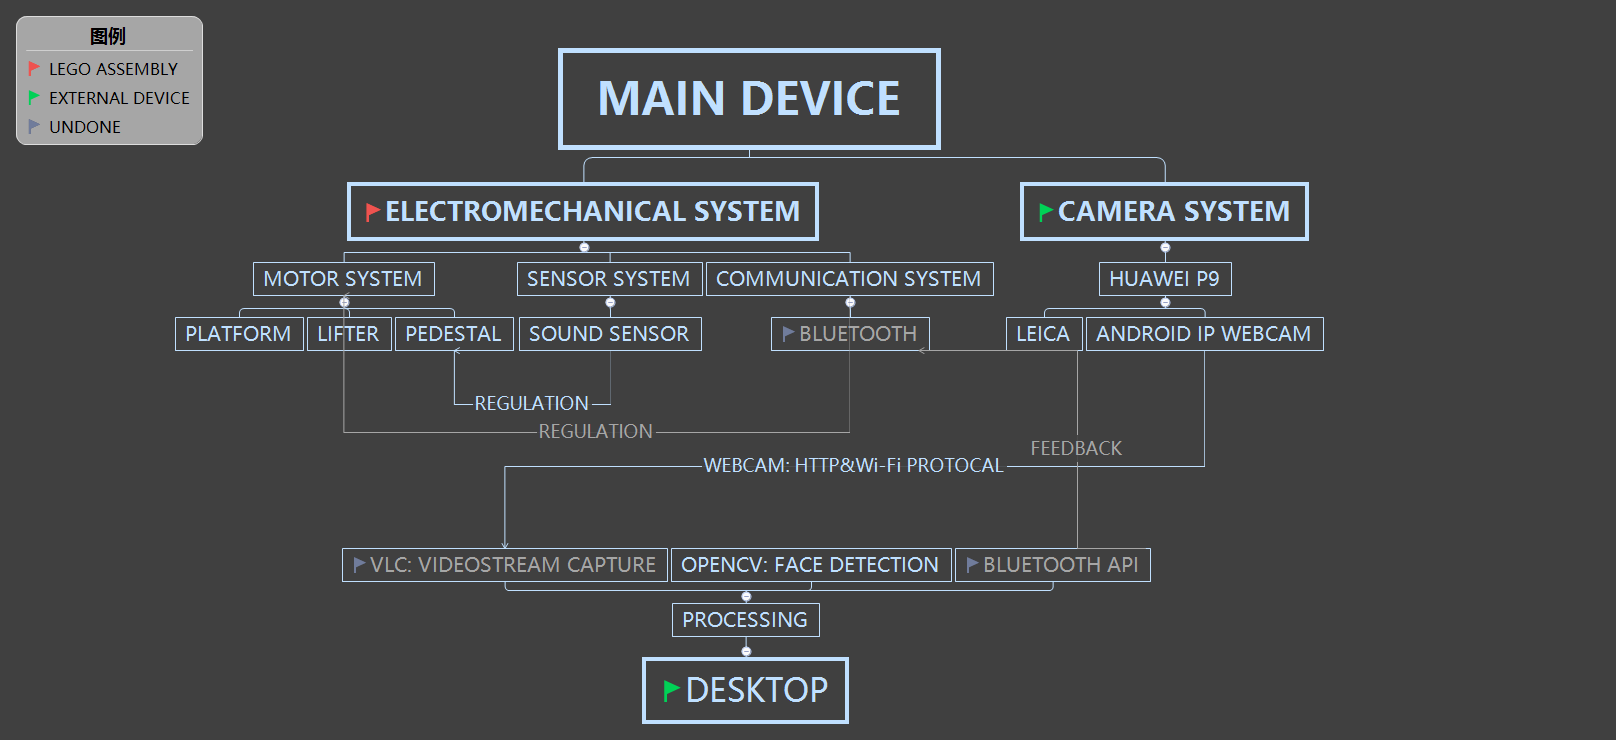 图例
LEGO ASSEMBLY
EXTERNAL DEVICE
UNDONE
MAIN DEVICE
ELECTROMECHANICAL SYSTEM
CAMERA SYSTEM
MOTOR SYSTEM
SENSOR SYSTEM
COMMUNICATION SYSTEM
HUAWEI P9
PLATFORM
LIFTER
PEDESTAL
SOUND SENSOR
BLUETOOTH
LEICA
ANDROID IP WEBCAM
REGULATION
REGULATION
FEEDBACK
WEBCAM: HTTP&Wi-Fi PROTOCAL
VLC: VIDEOSTREAM CAPTURE
OPENCV: FACE DETECTION
BLUETOOTH API
PROCESSING
DESKTOP